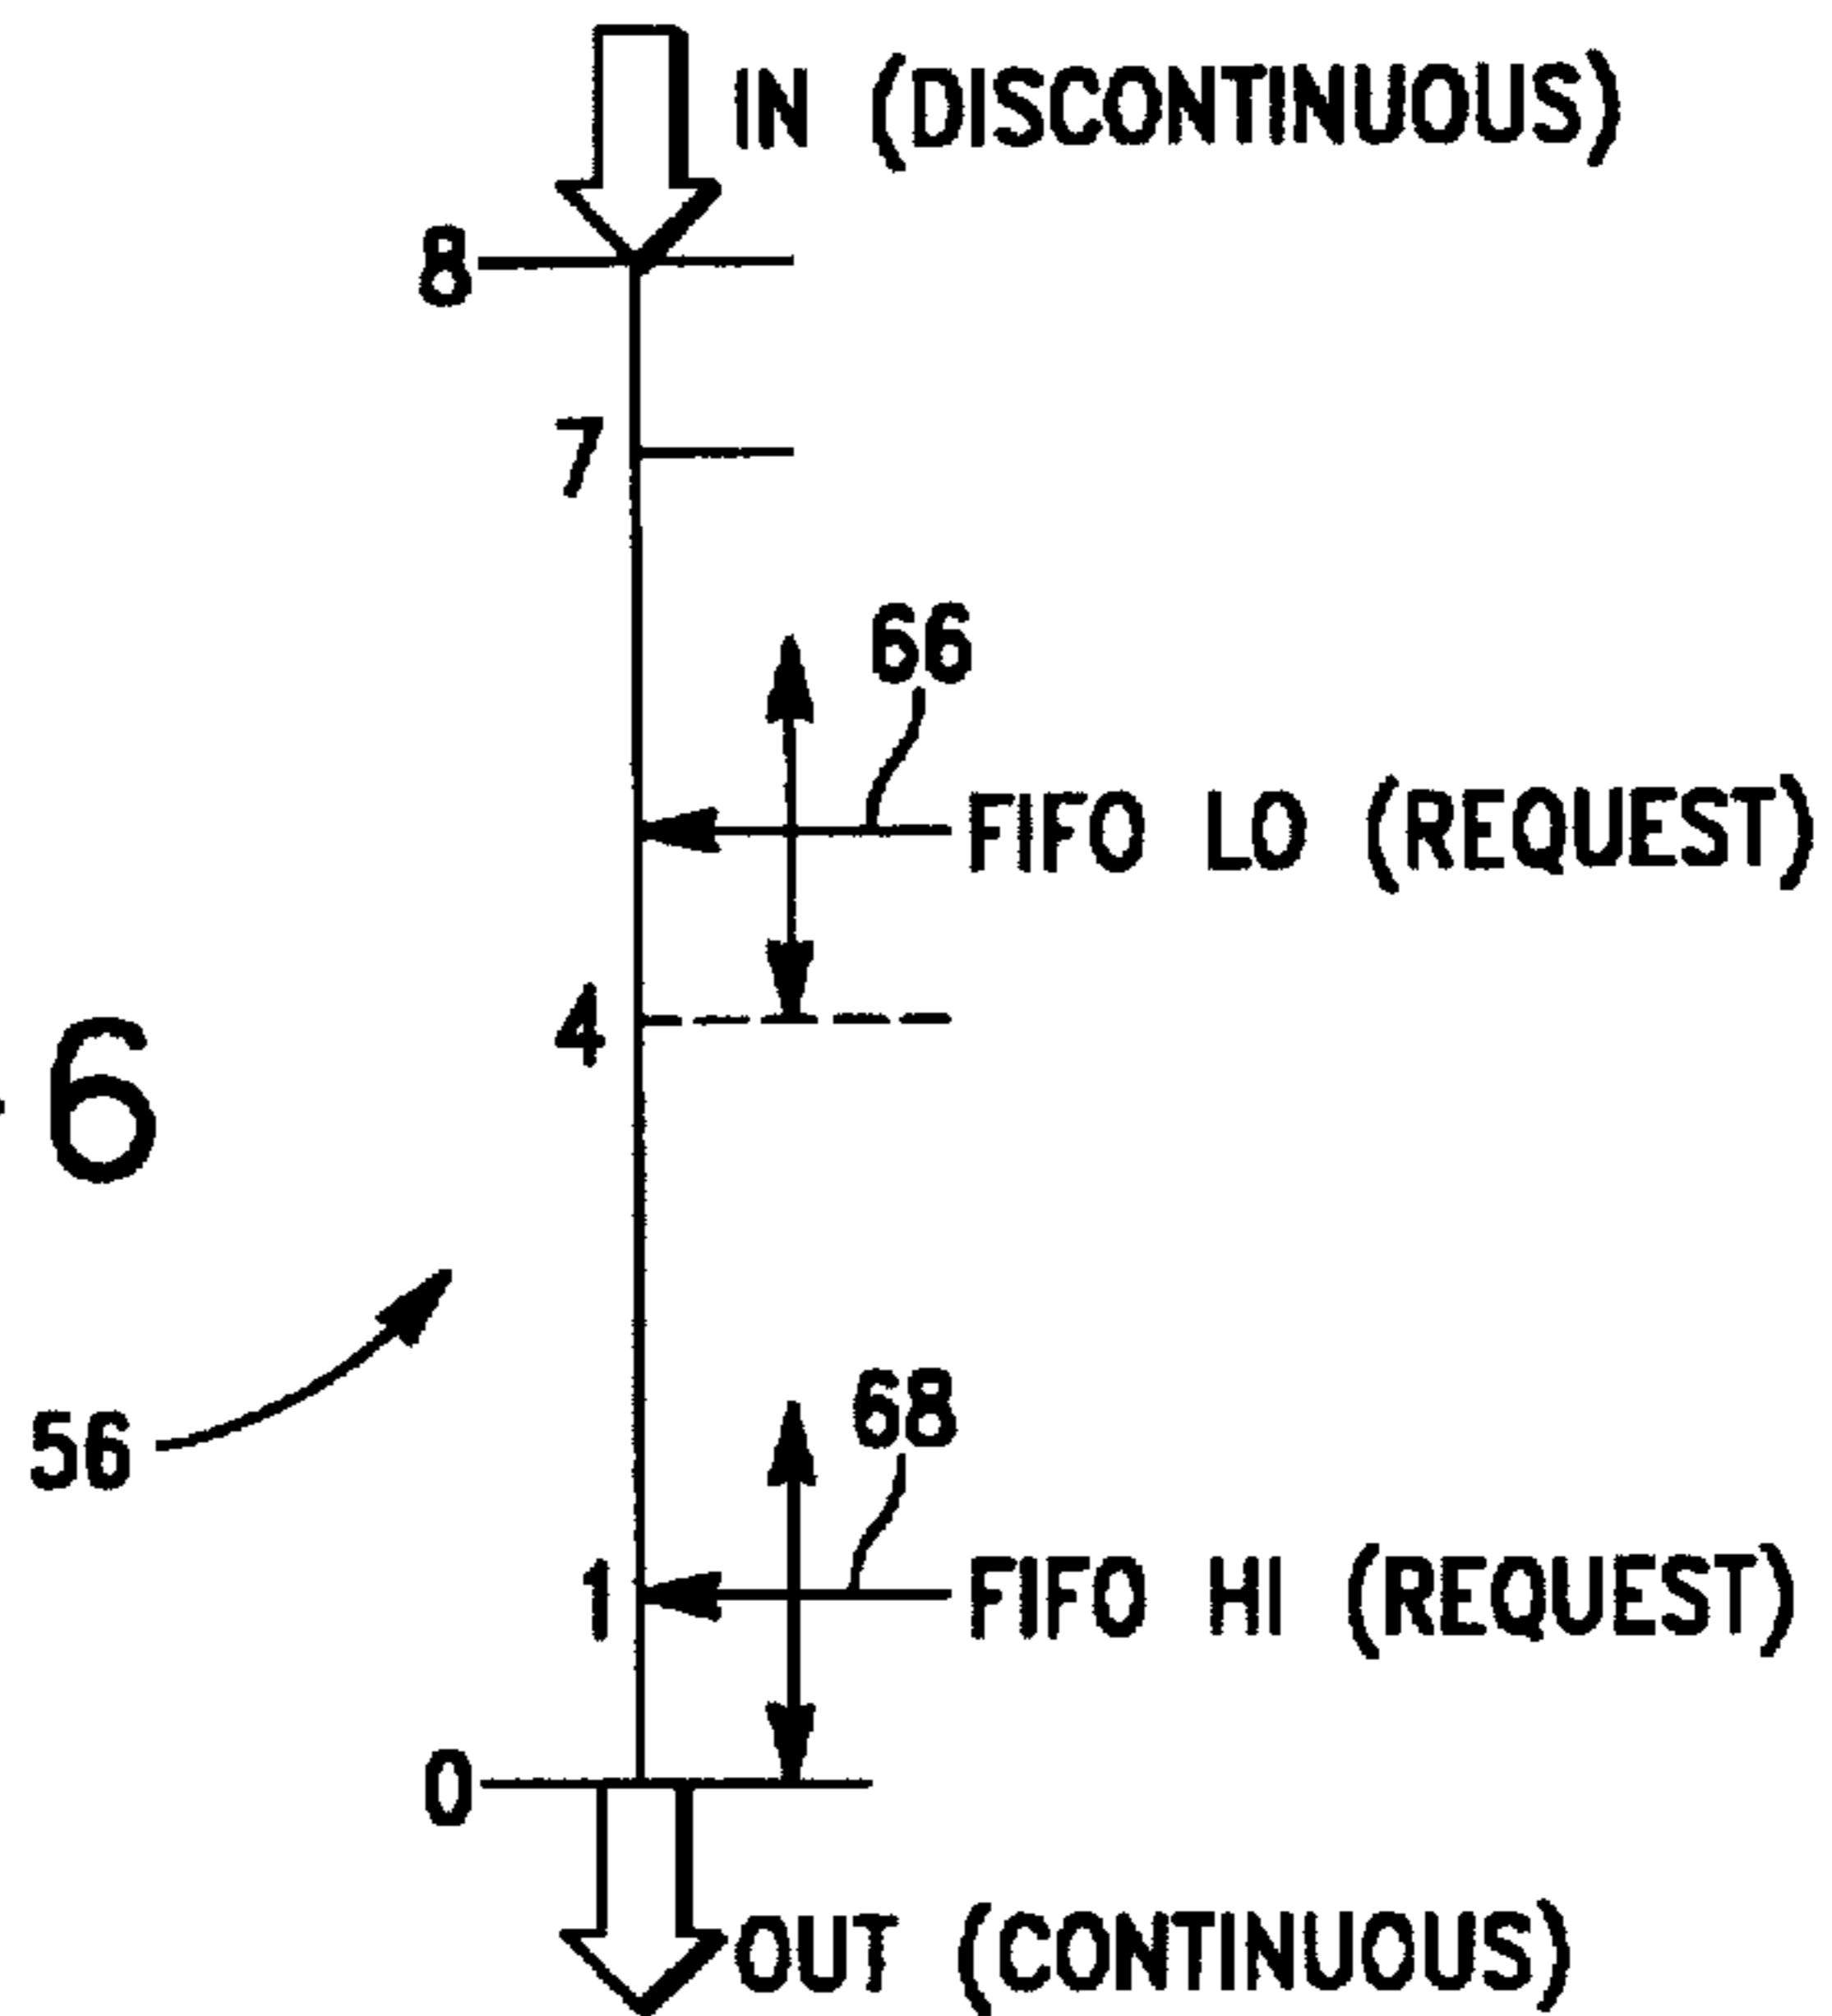 IN (DISCONTINUOUS)
8
7
66
FIFO LO (REQUEST)
4
6
56
68
1
FIFO HI (REQUEST)
0
OUT (CONTINUOUS)